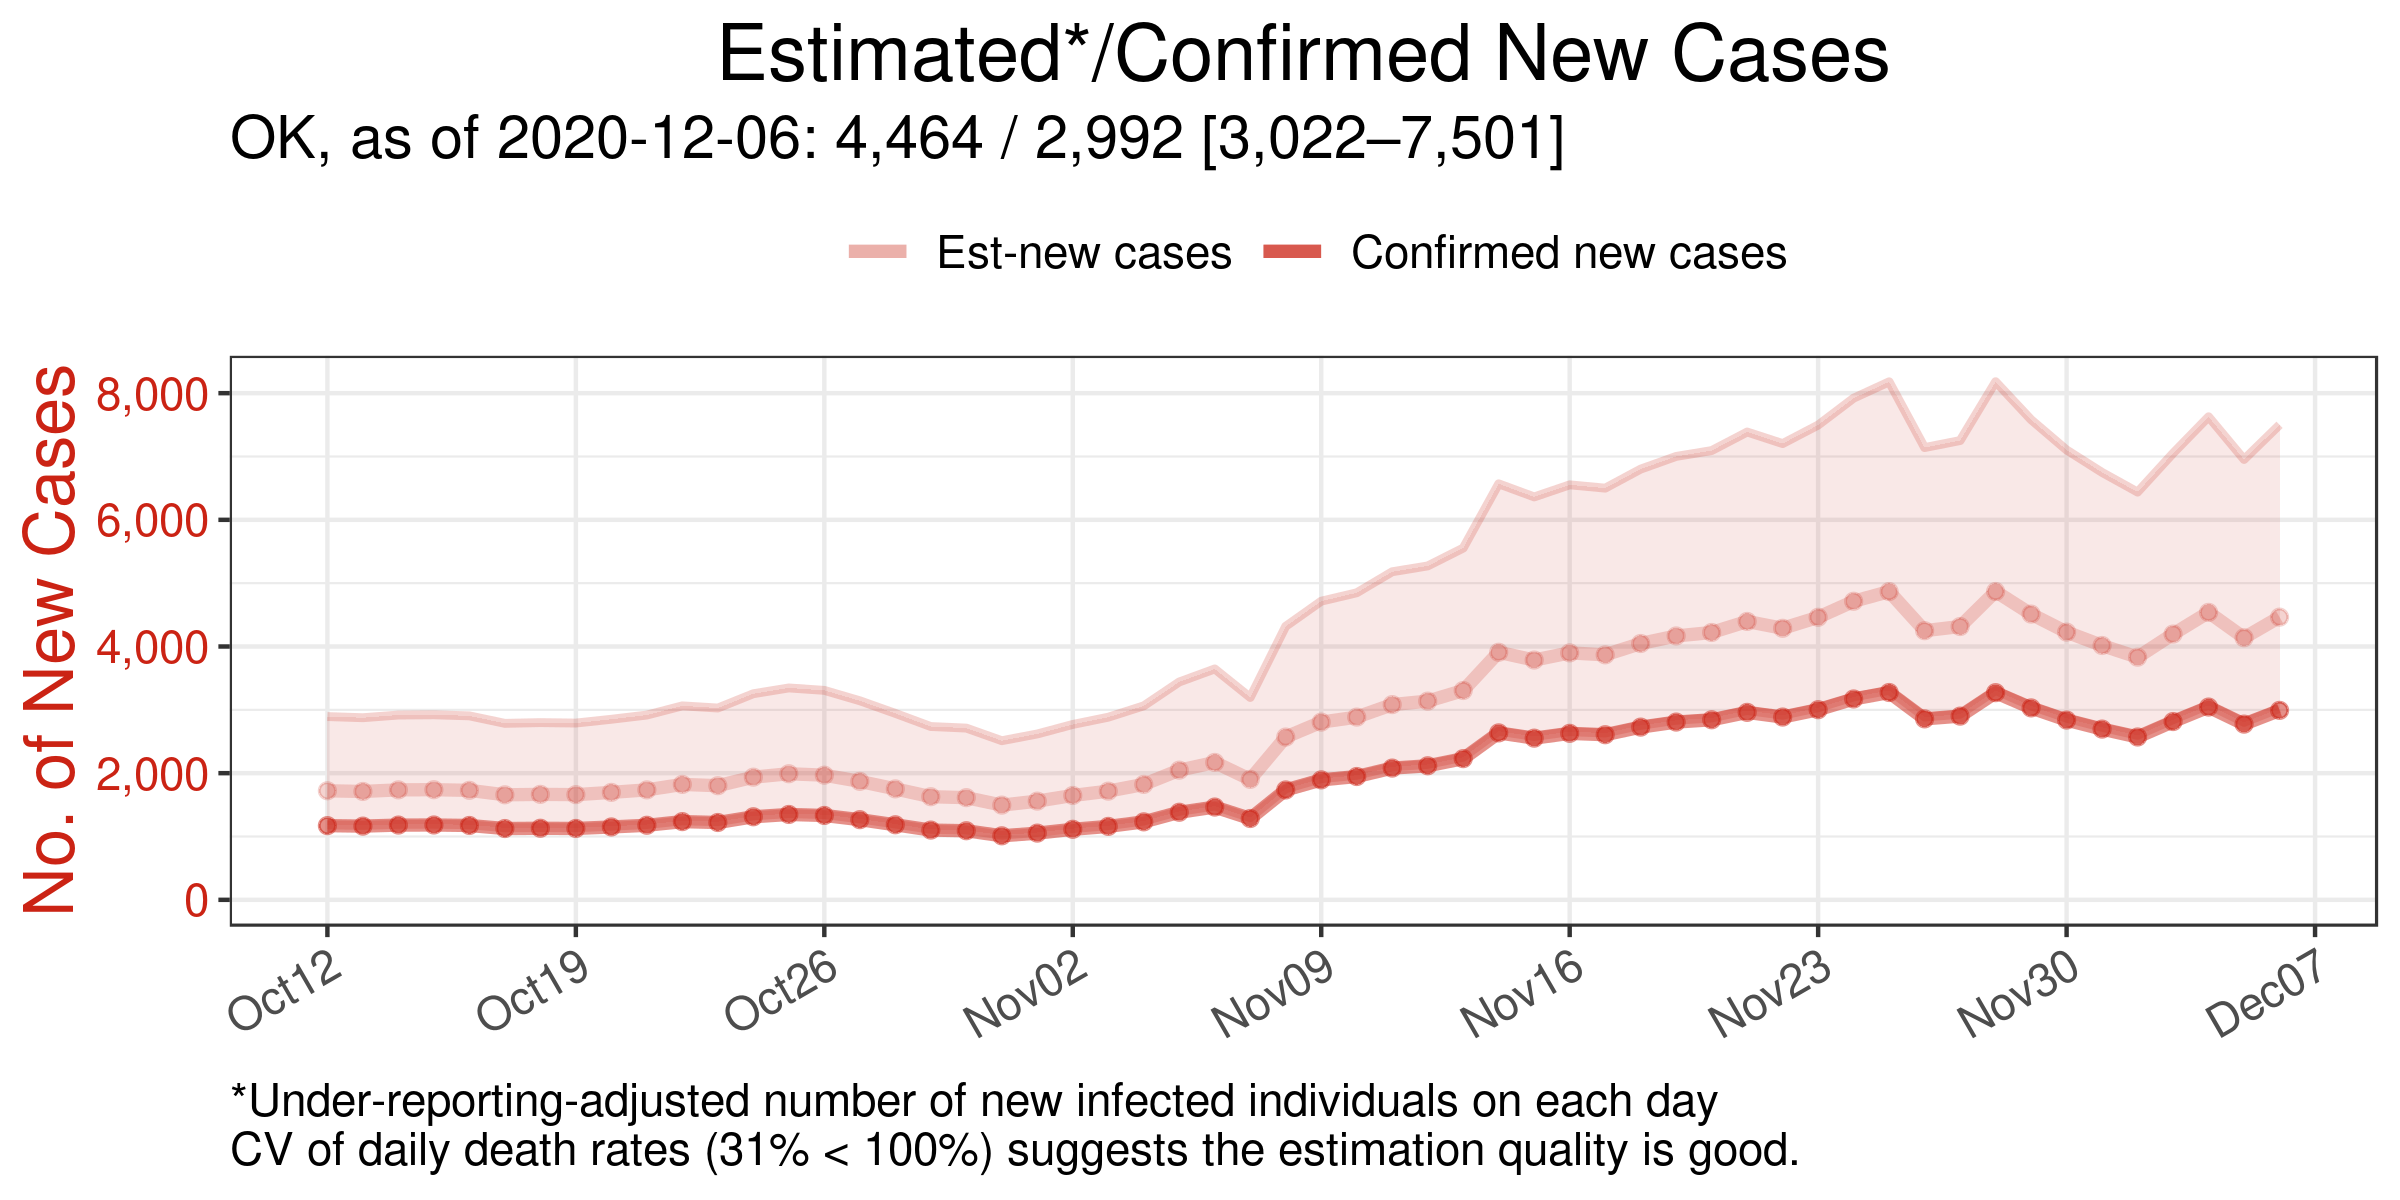 Estimated*/Confirmed New Cases
OK, as of 2020-12-06: 4,464 / 2,992 [3,022–7,501]
Est-new cases Confirmed new cases
No. of New Cases
8,000
6,000
4,000
2,000
0
Oct12 Oct19 Oct26 Nov02 Nov09 Nov16 Nov23 Nov30 Dec07
*Under-reporting-adjusted number of new infected individuals on each day
CV of daily death rates (31% < 100%) suggests the estimation quality is good.